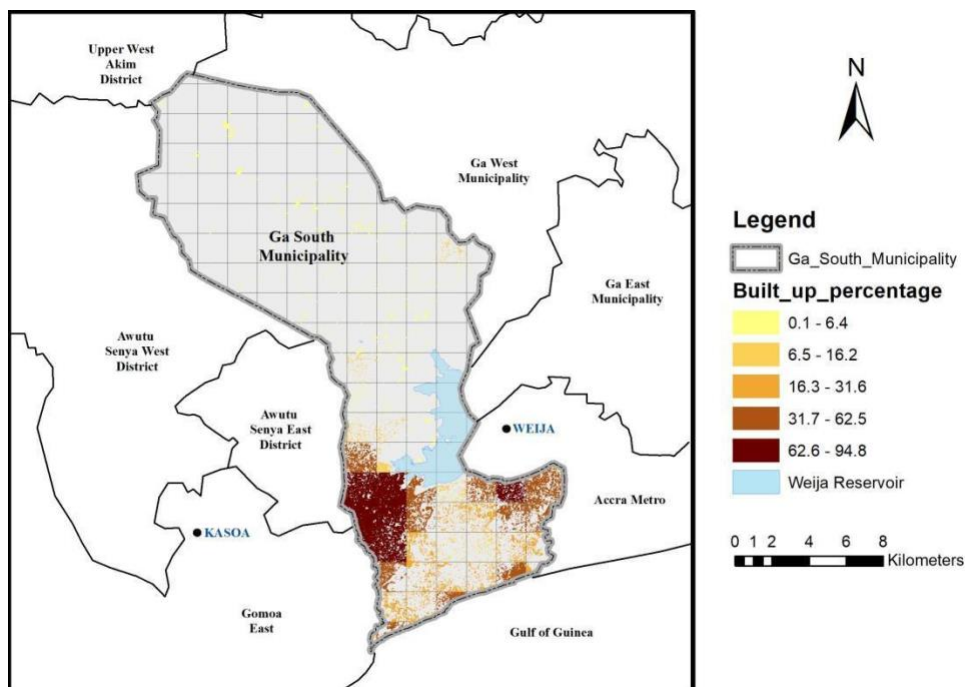 Upper West
Akim
District
Ga West
Municipality
Ga South
Municipality
Ga East
Municipality
Awutu
Senya West
District
Awutu
Senya East
District
WEIJA
Accra Metro
KASOA
Gomoa
East
Gulf of Guinea
N
Legend
Ga_South_Municipality
Built_up_percentage
0.1 - 6.4
6.5 - 16.2
16.3 - 31.6
31.7 - 62.5
62.6 - 94.8
Weija Reservoir
0 1 2 4 6 8
Kilometers